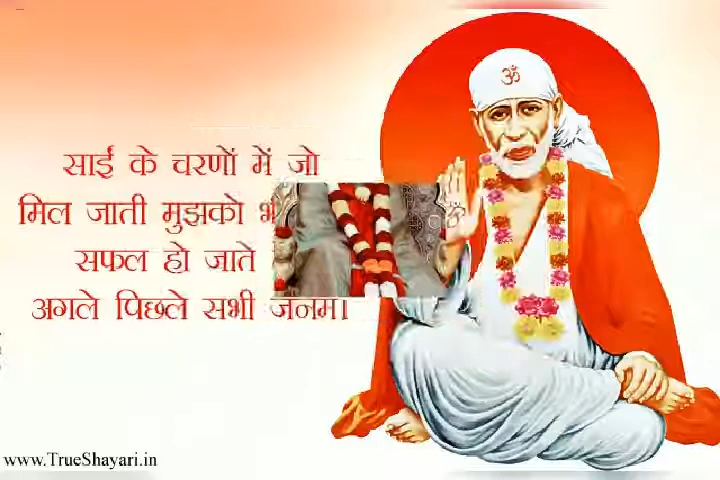 साईं के चरणों में जो
मिल जाती मुझको
सफल हो जाते
अगले पिछले सभी जनम।
ॐ
www.TrueShayari.in